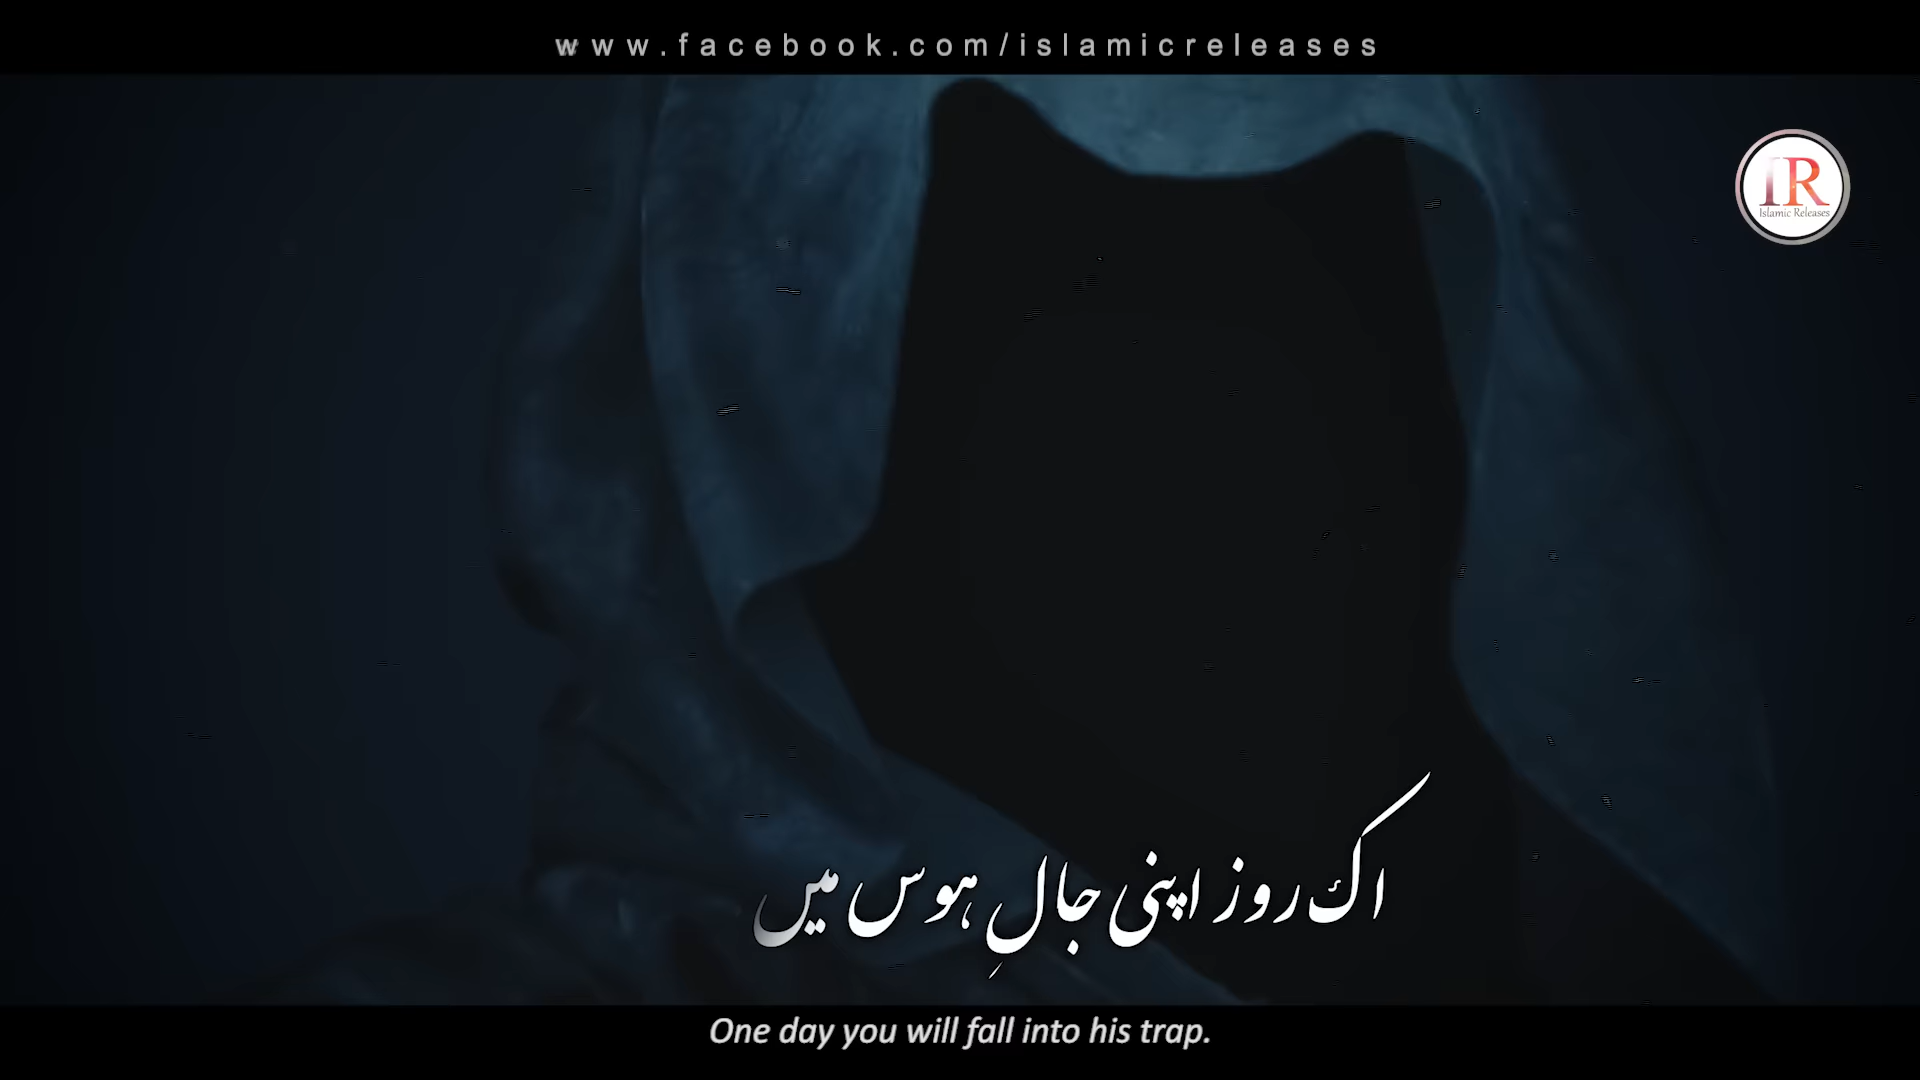 www.facebook.com/islamicreleases
IR
Islamic Releases
اک روز اپنی جالِ ہوس میں
One day you will fall into his trap.